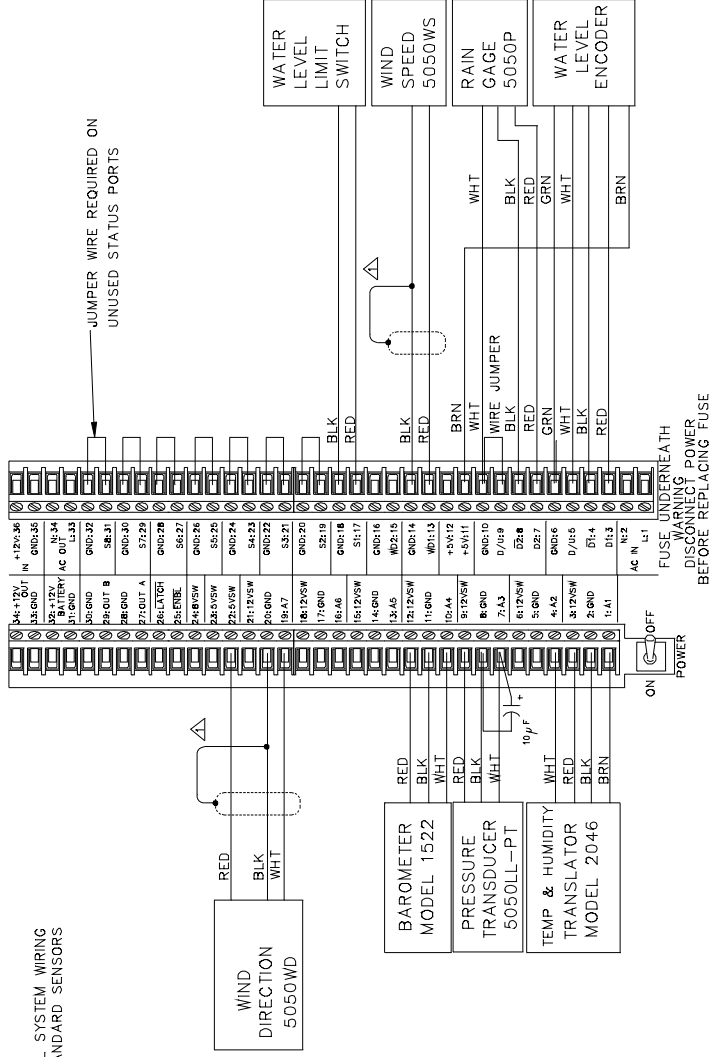 SYSTEM WIRING
ANDARD SENSORS
JUMPER WIRE REQUIRED ON
UNUSED STATUS PORTS
WATER
LEVEL
LIMIT
SWITCH
WIND
SPEED
5050WS
RAIN
GAGE
5050P
WATER
LEVEL
ENCODER
WHT
BLK
RED
GRN
WHT
BRN
1
BLK
RED
BLK
RED
BRN
WHT
WIRE JUMPER
BLK
RED
GRN
WHT
BLK
RED
+12V:36
IN
GND:35
N:34
AC OUT
L:33
GND:32
S8:31
GND:30
S7:29
GND:28
S6:27
GND:26
S5:25
GND:24
S4:23
GND:22
S3:21
GND:20
S2:19
GND:18
S1:17
GND:16
WD2:15
GND:14
WD1:13
+5V:12
+5V:11
GND:10
D/U:9
D2:8
D2:7
GND:6
D/U:5
D1:4
D1:3
N:2
AC IN
L:1
34:+12V
OUT
33:GND
32:+12V
BATTERY
31:GND
30:GND
29:OUT B
28:GND
27:OUT A
26:LATCH
25:ENBL
24:8VSW
23:5VSW
22:5VSW
21:12VSW
20:GND
19:A7
18:12VSW
17:GND
16:A6
15:12VSW
14:GND
13:A5
12:12VSW
11:GND
10:A4
9:12VSW
8:GND
7:A3
6:12VSW
5:GND
4:A2
3:12VSW
2:GND
1:A1
FUSE UNDERNEATH
WARNING
DISCONNECT POWER
BEFORE REPLACING FUSE
ON
OFF
POWER
1
RED
BLK
WHT
WIND
DIRECTION
5050WD
RED
BLK
WHT
RED
BLK
WHT
10µF
+
WHT
RED
BLK
BRN
BAROMETER
MODEL 1522
PRESSURE
TRANSDUCER
5050LL-PT
TEMP & HUMIDITY
TRANSLATOR
MODEL 2046